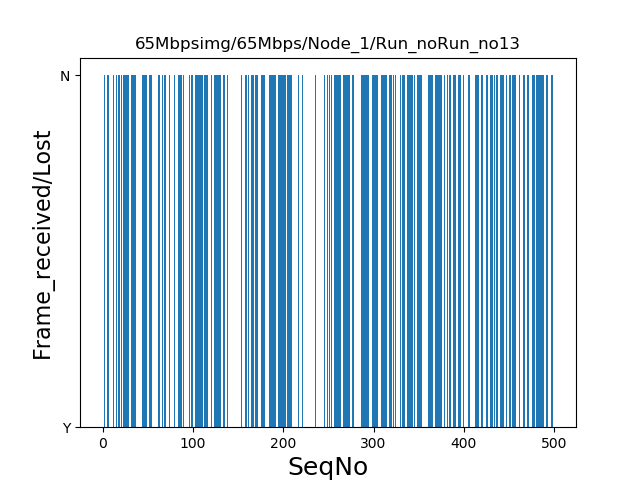 65Mbpsimg/65Mbps/Node_1/Run_noRun_no13
N
Frame_received/Lost
Y
0 100 200 300 400 500
SeqNo